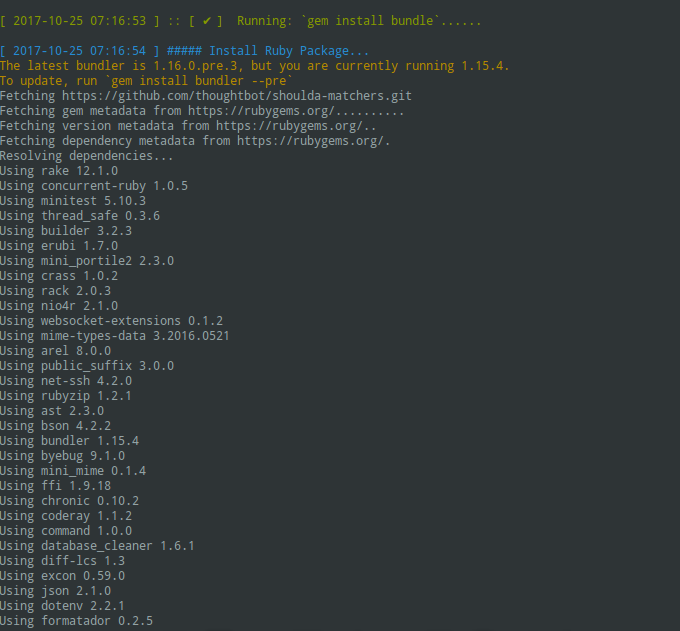 [ 2017-10-25 07:16:53 ] :: [ ✔ ]  Running: `gem install bundle`......
[ 2017-10-25 07:16:54 ] ##### Install Ruby Package...
The latest bundler is 1.16.0.pre.3, but you are currently running 1.15.4.
To update, run `gem install bundler --pre`
Fetching https://github.com/thoughtbot/shoulda-matchers.git
Fetching gem metadata from https://rubygems.org/..........
Fetching version metadata from https://rubygems.org/..
Fetching dependency metadata from https://rubygems.org/.
Resolving dependencies...
Using rake 12.1.0
Using concurrent-ruby 1.0.5
Using minitest 5.10.3
Using thread_safe 0.3.6
Using builder 3.2.3
Using erubi 1.7.0
Using mini_portile2 2.3.0
Using crass 1.0.2
Using rack 2.0.3
Using nio4r 2.1.0
Using websocket-extensions 0.1.2
Using mime-types-data 3.2016.0521
Using arel 8.0.0
Using public_suffix 3.0.0
Using net-ssh 4.2.0
Using rubyzip 1.2.1
Using ast 2.3.0
Using bson 4.2.2
Using bundler 1.15.4
Using byebug 9.1.0
Using mini_mime 0.1.4
Using ffi 1.9.18
Using chronic 0.10.2
Using coderay 1.1.2
Using command 1.0.0
Using database_cleaner 1.6.1
Using diff-lcs 1.3
Using excon 0.59.0
Using json 2.1.0
Using dotenv 2.2.1
Using formatador 0.2.5